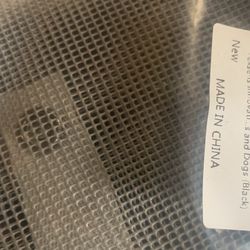 s and Dogs (Black)
New
MADE IN CHINA